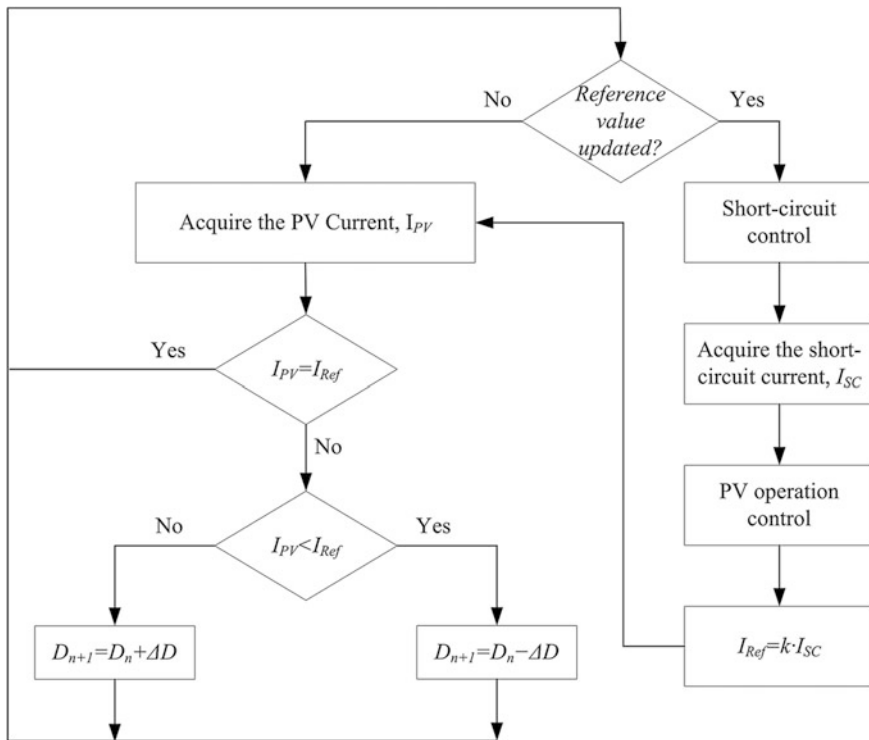 Reference
value
updated?
No
Yes
Acquire the PV Current, I_PV
Short-circuit
control
I_PV=I_Ref
Yes
No
Acquire the short-
circuit current, I_SC
PV operation
control
I_PV<I_Ref
No
Yes
D_n+1=D_n+ΔD
D_n+1=D_n−ΔD
I_Ref=k·I_SC